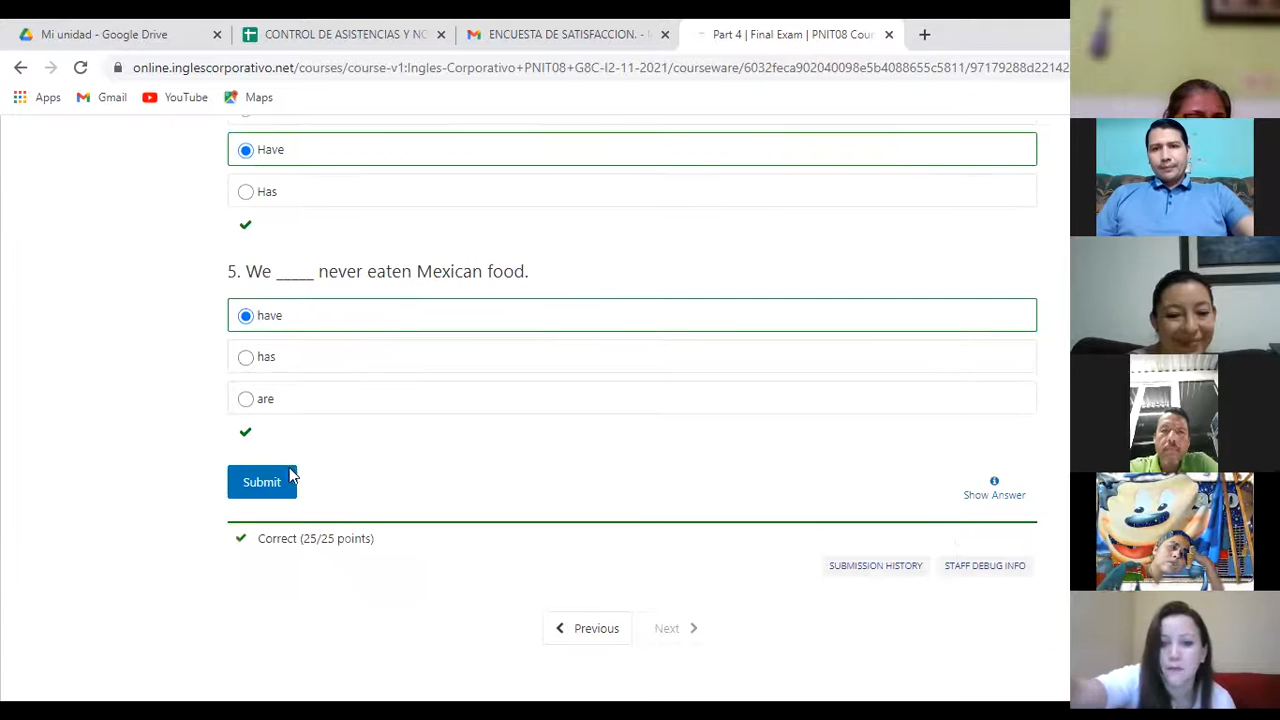 Mi unidad - Google Drive
CONTROL DE ASISTENCIAS Y NC
ENCUESTA DE SATISFACCION. -
Part 4 | Final Exam | PNIT08 Cour
online.inglescorporativo.net/courses/course-v1:Ingles-Corporativo+PNIT08+G8C-I2-11-2021/courseware/6032feca902040098e5b4088655c5811/97179288d22142
Apps
Gmail
YouTube
Maps
Have
Has
5. We _____ never eaten Mexican food.
have
has
are
Submit
Show Answer
Correct (25/25 points)
SUBMISSION HISTORY
STAFF DEBUG INFO
Previous
Next